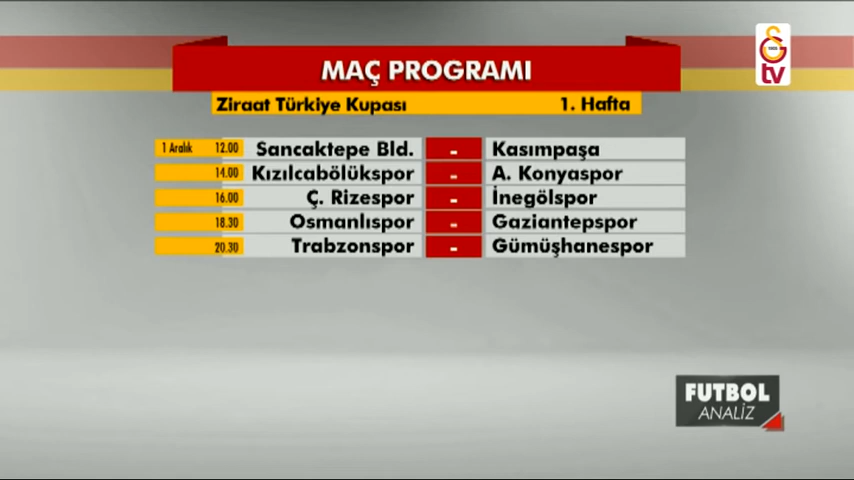 MAÇ PROGRAMI
Ziraat Türkiye Kupası 1. Hafta
1 Aralık 12.00 Sancaktepe Bld. - Kasımpaşa
14.00 Kızılcabölükspor - A. Konyaspor
16.00 Ç. Rizespor - İnegölspor
18.30 Osmanlıspor - Gaziantepspor
20.30 Trabzonspor - Gümüşhanespor
tv
FUTBOL
ANALİZ